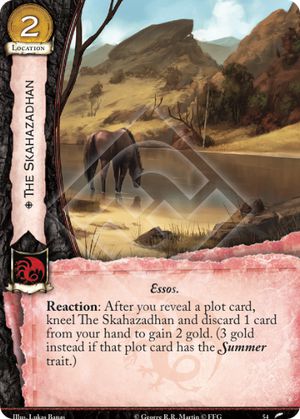 2
LOCATION
THE SKAHAZADHAN
Essos.
Reaction: After you reveal a plot card,
kneel The Skahazadhan and discard 1 card
from your hand to gain 2 gold. (3 gold
instead if that plot card has the Summer
trait.)
Illus. Lukas Banas © George R.R. Martin © FFG 54